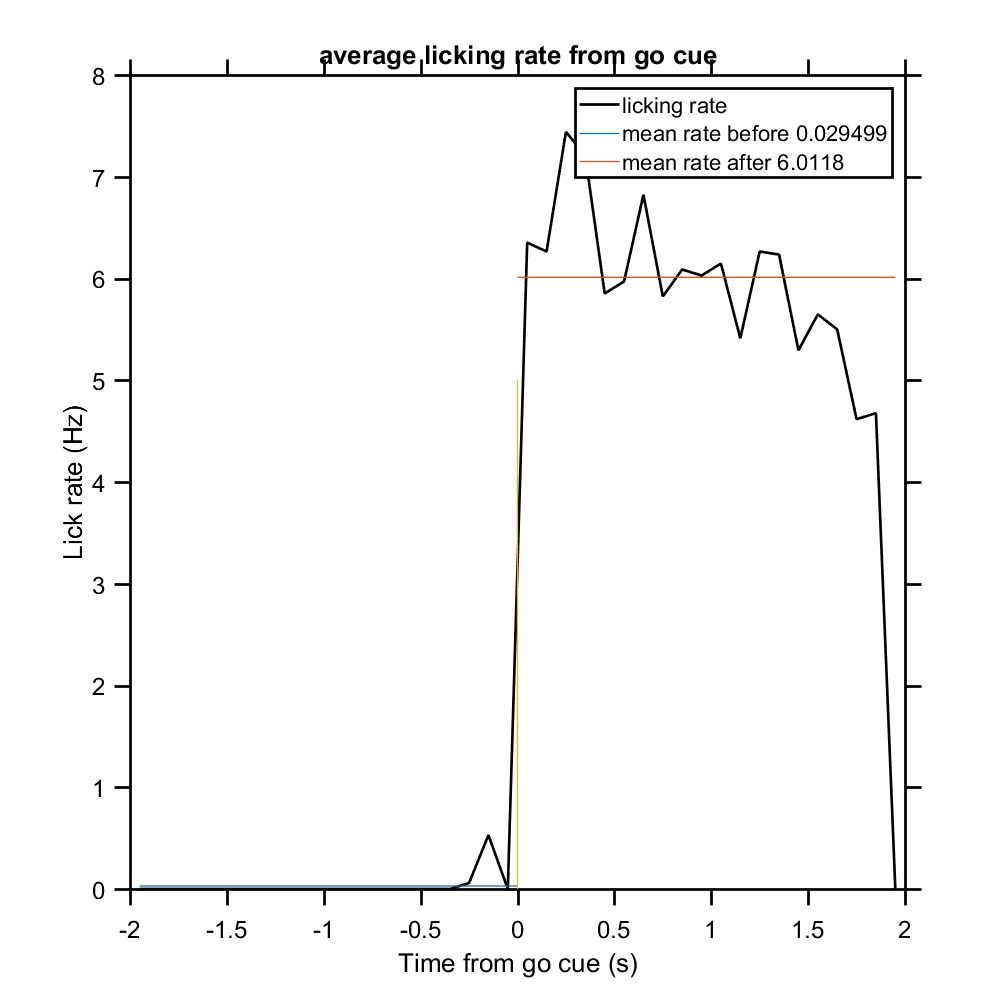 average licking rate from go cue
8
licking rate
mean rate before 0.029499
mean rate after 6.0118
7
6
5
4
3
2
1
0
Lick rate (Hz)
-2 -1.5 -1 -0.5 0 0.5 1 1.5 2
Time from go cue (s)